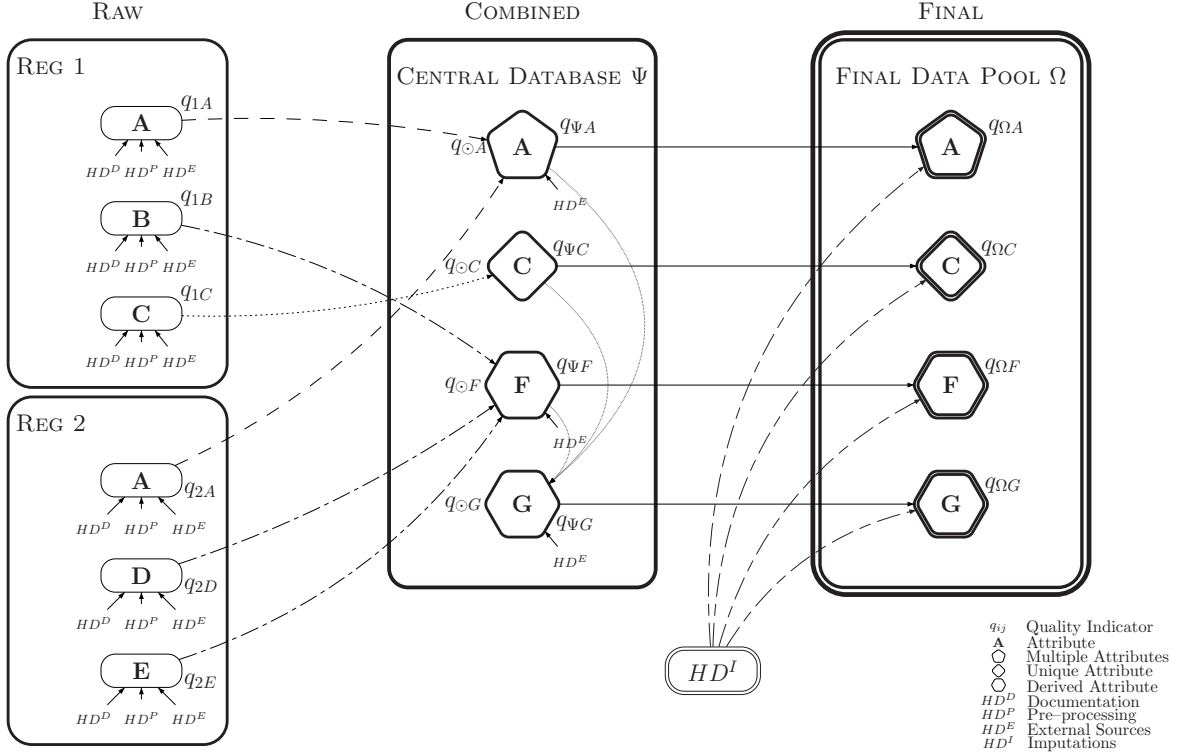 RAW COMBINED FINAL
REG 1
q1A
A
HD^D HD^P HD^E
q1B
B
HD^D HD^P HD^E
q1C
C
HD^D HD^P HD^E
REG 2
A
q2A
HD^D HD^P HD^E
D
q2D
HD^D HD^P HD^E
E
q2E
HD^D HD^P HD^E
CENTRAL DATABASE Ψ
qΨA
q⊙A A
HD^E
qΨC
q⊙C C
qΨF
q⊙F F
HD^E
q⊙G G
qΨG
HD^E
FINAL DATA POOL Ω
qΩA
A
qΩC
C
qΩF
F
qΩG
G
HD^I
qij Quality Indicator
A Attribute
Multiple Attributes
Unique Attribute
Derived Attribute
HD^D Documentation
HD^P Pre–processing
HD^E External Sources
HD^I Imputations